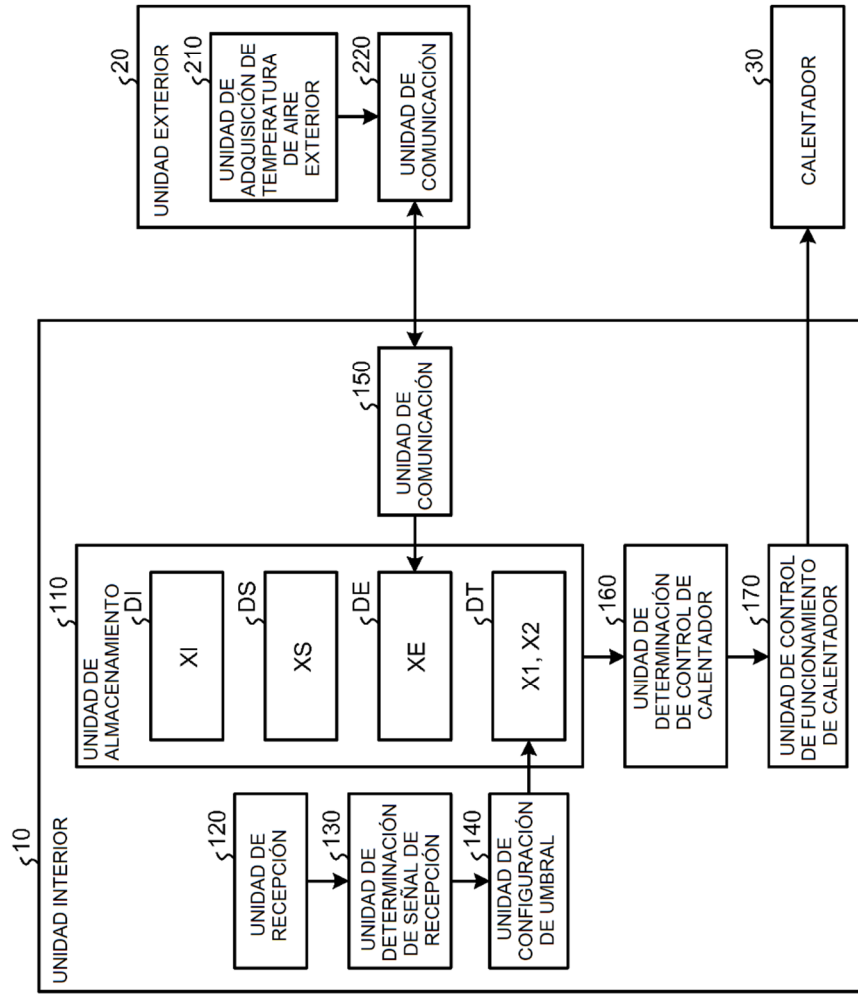 10
UNIDAD INTERIOR
120
UNIDAD DE
RECEPCIÓN
130
UNIDAD DE
DETERMINACIÓN
DE SEÑAL DE
RECEPCIÓN
140
UNIDAD DE
CONFIGURACIÓN
DE UMBRAL
110
UNIDAD DE
ALMACENAMIENTO
DI
XI
DS
XS
DE
XE
DT
X1, X2
150
UNIDAD DE
COMUNICACIÓN
160
UNIDAD DE
DETERMINACIÓN
DE CONTROL DE
CALENTADOR
170
UNIDAD DE CONTROL
DE FUNCIONAMIENTO
DE CALENTADOR
20
UNIDAD EXTERIOR
210
UNIDAD DE
ADQUISICIÓN DE
TEMPERATURA
DE AIRE
EXTERIOR
220
UNIDAD DE
COMUNICACIÓN
30
CALENTADOR